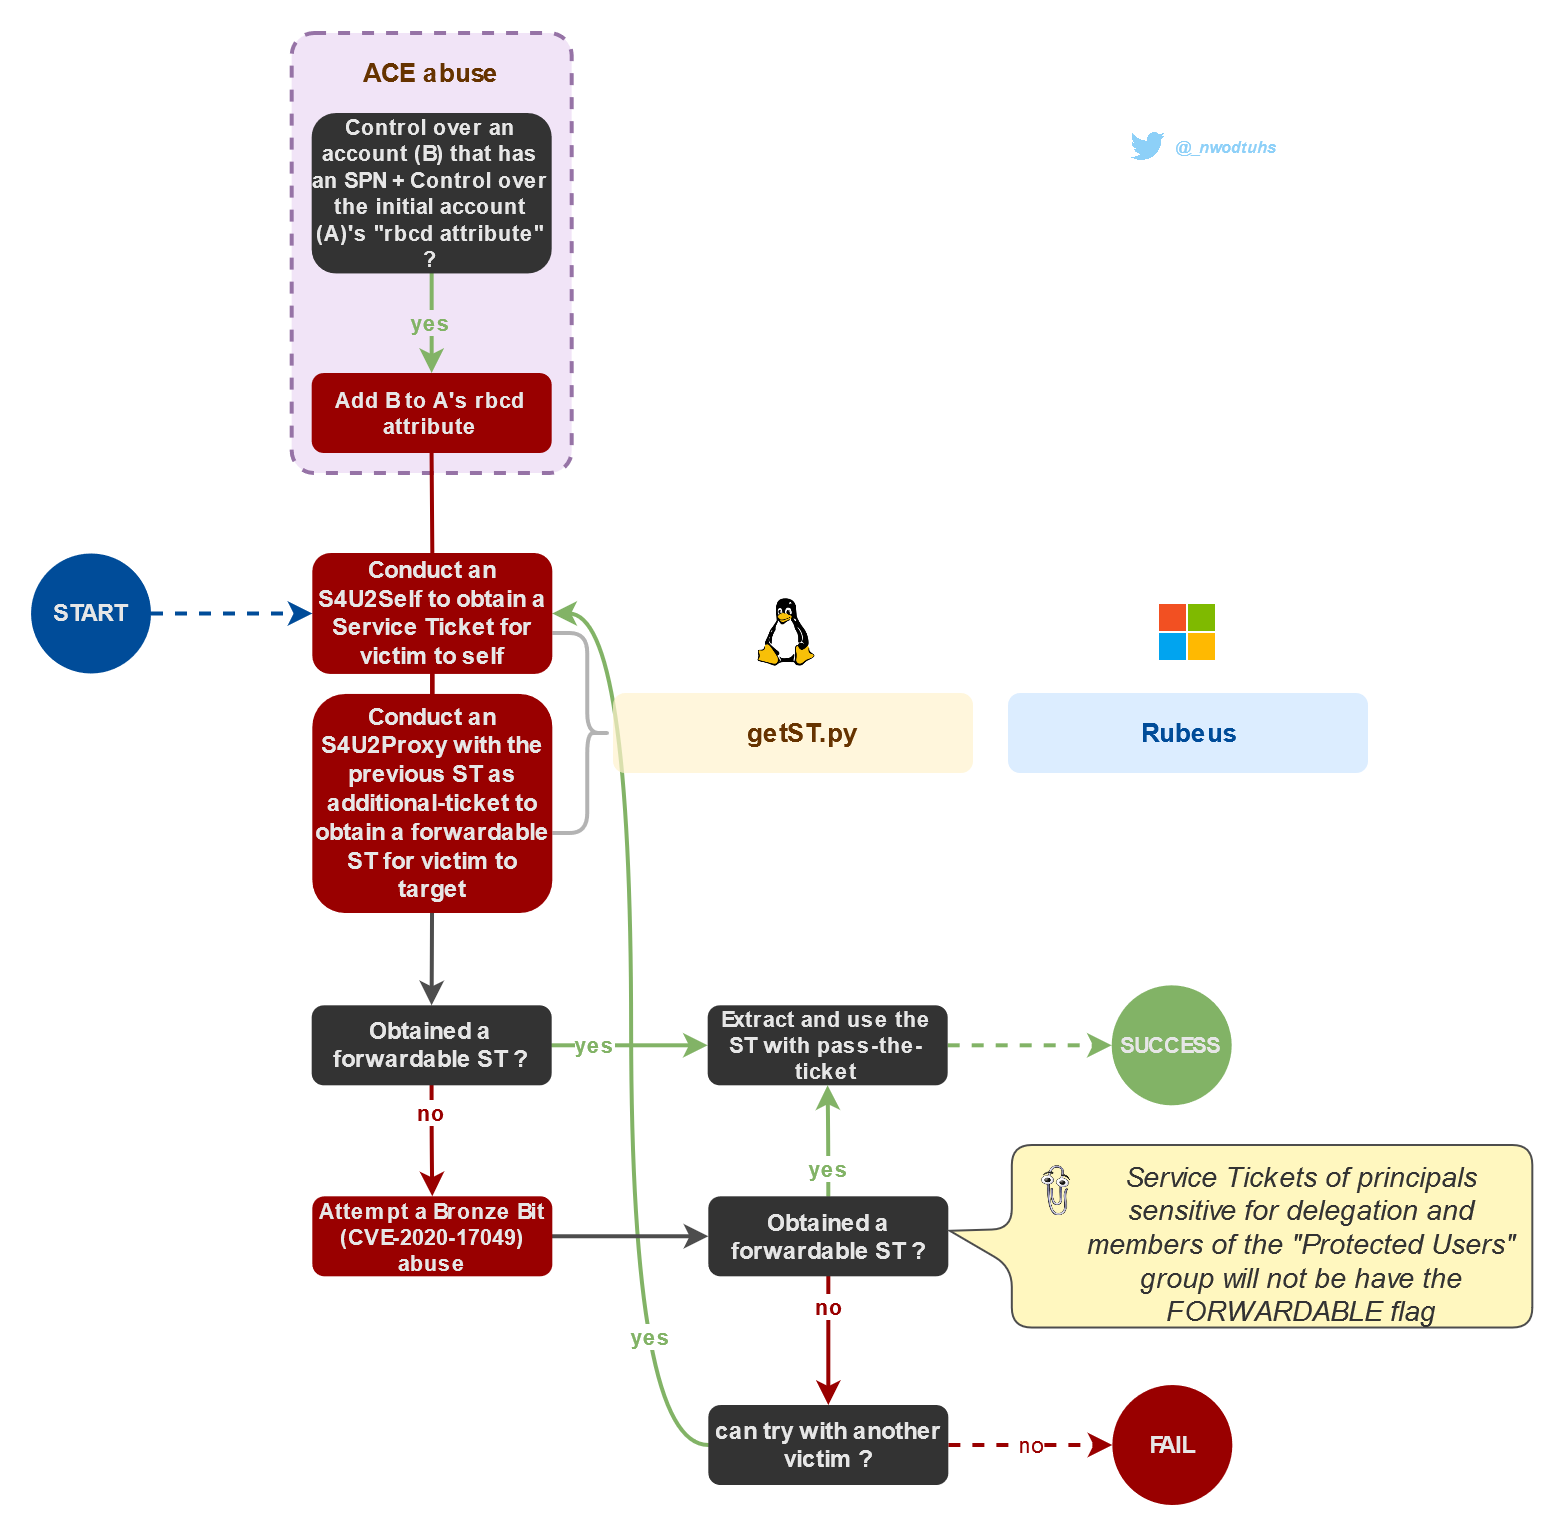 ACE abuse
Control over an
account (B) that has
an SPN + Control over
the initial account
(A)'s "rbcd attribute"
?
@_nwodtuhs
yes
Add B to A's rbcd
attribute
START
Conduct an
S4U2Self to obtain a
Service Ticket for
victim to self
Conduct an
S4U2Proxy with the
previous ST as
additional-ticket to
obtain a forwardable
ST for victim to
target
getST.py
Rubeus
Obtained a
forwardable ST ?
yes
Extract and use the
ST with pass-the-
ticket
SUCCESS
no
yes
Attempt a Bronze Bit
(CVE-2020-17049)
abuse
Obtained a
forwardable ST ?
Service Tickets of principals
sensitive for delegation and
members of the "Protected Users"
group will not be have the
FORWARDABLE flag
no
yes
can try with another
victim ?
no
FAIL